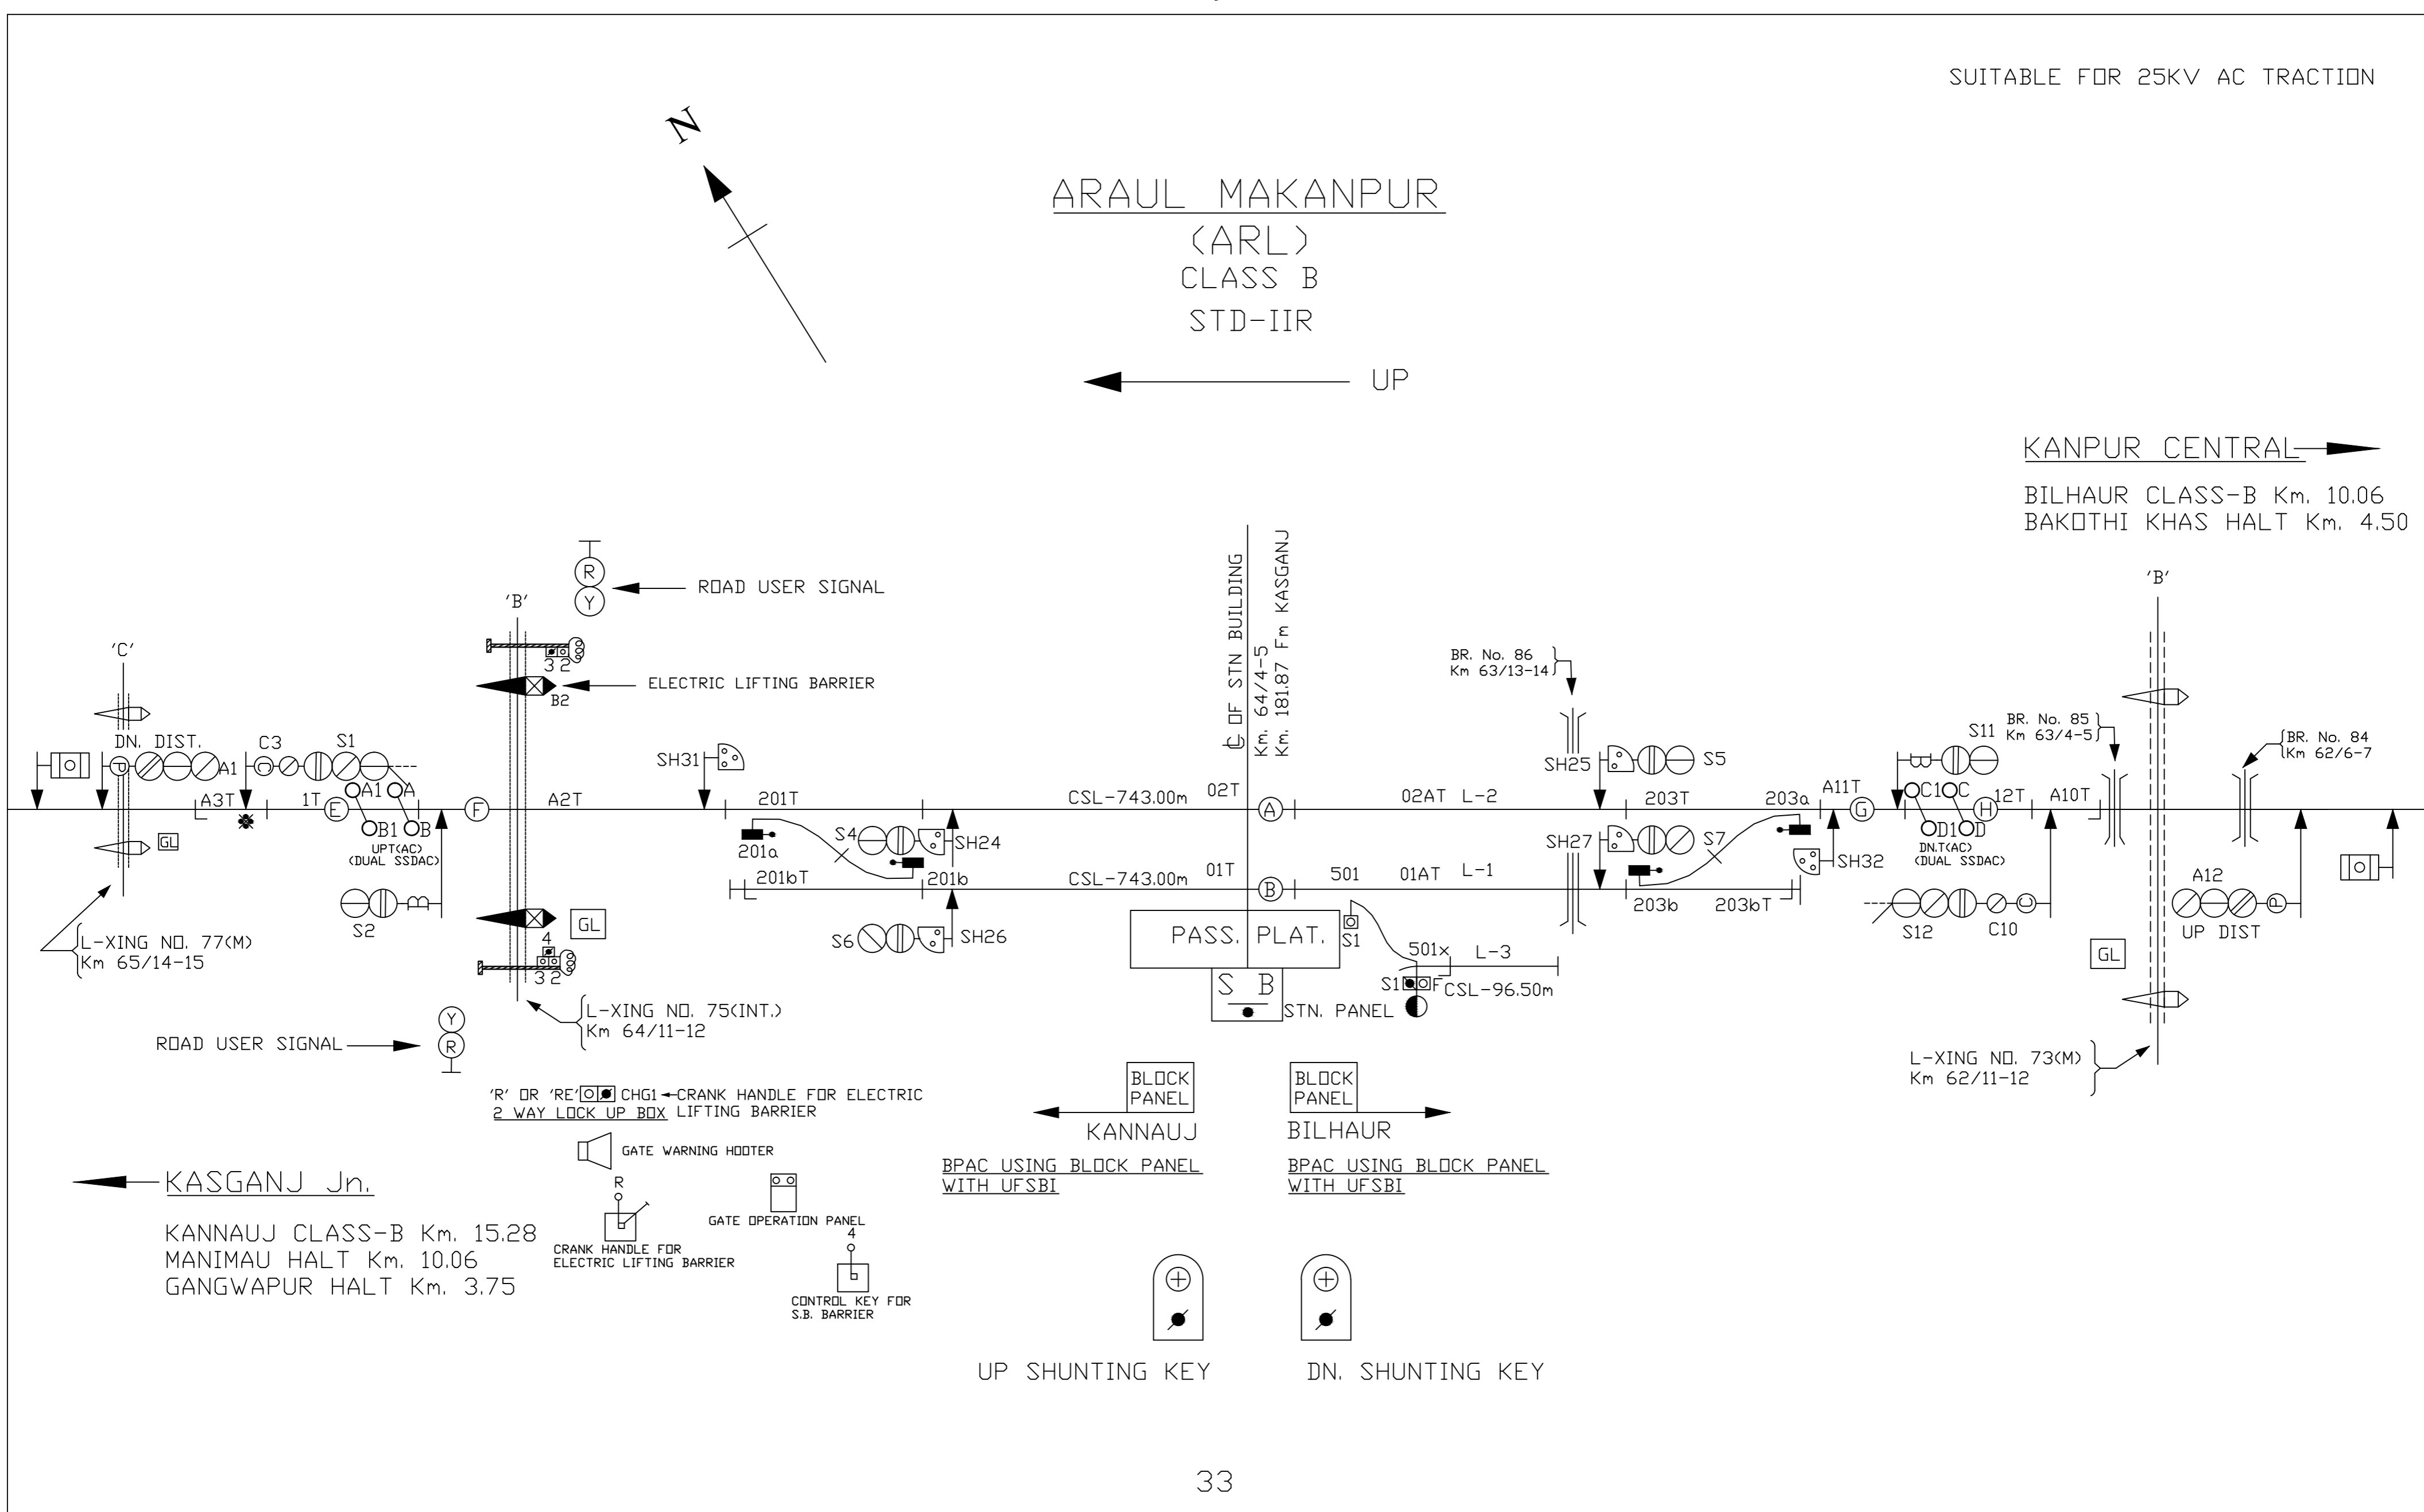 SUITABLE FOR 25KV AC TRACTION
N
ARAUL MAKANPUR
(ARL)
CLASS B
STD-IIR
UP
KANPUR CENTRAL
BILHAUR CLASS-B Km. 10.06
BAKOTHI KHAS HALT Km. 4.50
'C'
'B'
R
Y
ROAD USER SIGNAL
3 2
ELECTRIC LIFTING BARRIER
B2
℄ OF STN BUILDING
Km. 64/4-5
Km. 181.87 Fm KASGANJ
BR. No. 86
Km 63/13-14
'B'
BR. No. 85
Km 63/4-5
BR. No. 84
Km 62/6-7
DN. DIST.
P
A1
C3
C
S1
SH31
SH25
S5
S11
A3T
1T
E
A1
A
B1
B
F
A2T
201T
CSL-743.00m
02T
A
02AT L-2
203T
203a
A11T
G
C1
C
D1
D
H
12T
A10T
GL
UPT(AC)
(DUAL SSDAC)
201a
S4
SH24
SH27
S7
SH32
DN.T(AC)
(DUAL SSDAC)
201bT
201b
CSL-743.00m
01T
B
501
01AT L-1
203b
203bT
S2
GL
S6
SH26
PASS. PLAT.
S1
S12
C10
C
A12
P
UP DIST
L-XING NO. 77(M)
Km 65/14-15
4
3 2
501x
L-3
S1
F
CSL-96.50m
S B
STN. PANEL
GL
L-XING NO. 75(INT.)
Km 64/11-12
Y
R
ROAD USER SIGNAL
L-XING NO. 73(M)
Km 62/11-12
'R' OR 'RE' CHG1 CRANK HANDLE FOR ELECTRIC
2 WAY LOCK UP BOX LIFTING BARRIER
BLOCK
PANEL
KANNAUJ
BPAC USING BLOCK PANEL
WITH UFSBI
BLOCK
PANEL
BILHAUR
BPAC USING BLOCK PANEL
WITH UFSBI
GATE WARNING HOOTER
R
CRANK HANDLE FOR
ELECTRIC LIFTING BARRIER
GATE OPERATION PANEL
4
CONTROL KEY FOR
S.B. BARRIER
KASGANJ Jn.
KANNAUJ CLASS-B Km. 15.28
MANIMAU HALT Km. 10.06
GANGWAPUR HALT Km. 3.75
UP SHUNTING KEY
DN. SHUNTING KEY
33